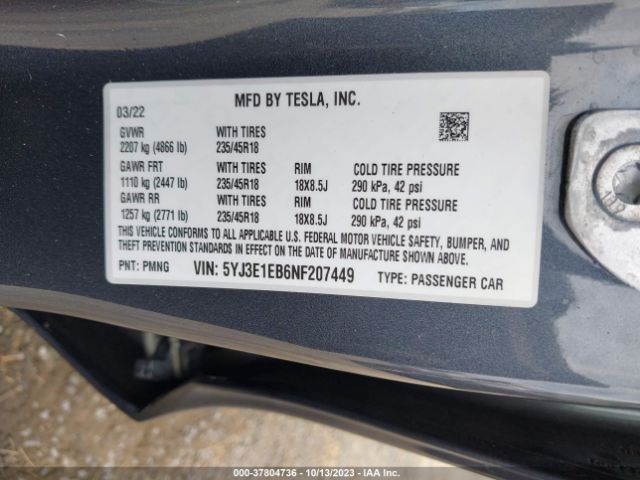 MFD BY TESLA, INC.
03/22
GVWR WITH TIRES
2207 kg (4866 lb) 235/45R18
GAWR FRT WITH TIRES RIM COLD TIRE PRESSURE
1110 kg (2447 lb) 235/45R18 18X8.5J 290 kPa, 42 psi
GAWR RR WITH TIRES RIM COLD TIRE PRESSURE
1257 kg (2771 lb) 235/45R18 18X8.5J 290 kPa, 42 psi
THIS VEHICLE CONFORMS TO ALL APPLICABLE U.S. FEDERAL MOTOR VEHICLE SAFETY, BUMPER, AND
THEFT PREVENTION STANDARDS IN EFFECT ON THE DATE OF MANUFACTURE SHOWN ABOVE.
PNT: PMNG VIN: 5YJ3E1EB6NF207449 TYPE: PASSENGER CAR
000-37804736 - 10/13/2023 - IAA Inc.